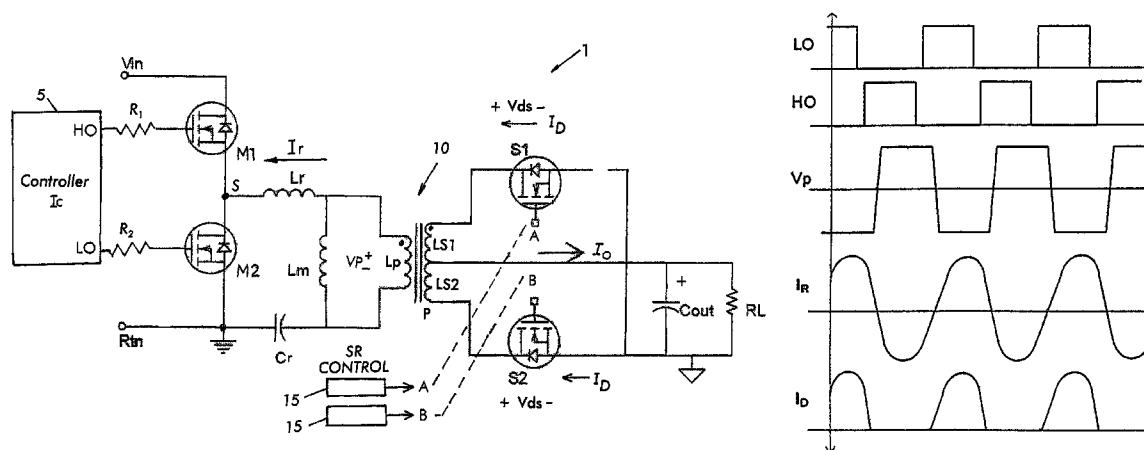 1
Vin
5
HO
R1
M1
Controller
Ic
LO
R2
M2
S
Ir
Lr
Lm
VP
+
-
Lp
Cr
Rtn
10
LS1
LS2
P
+ Vds -
ID
S1
A
Io
B
S2
ID
+ Vds -
+
Cout
RL
SR
CONTROL
15
A
15
B
LO
HO
Vp
IR
ID